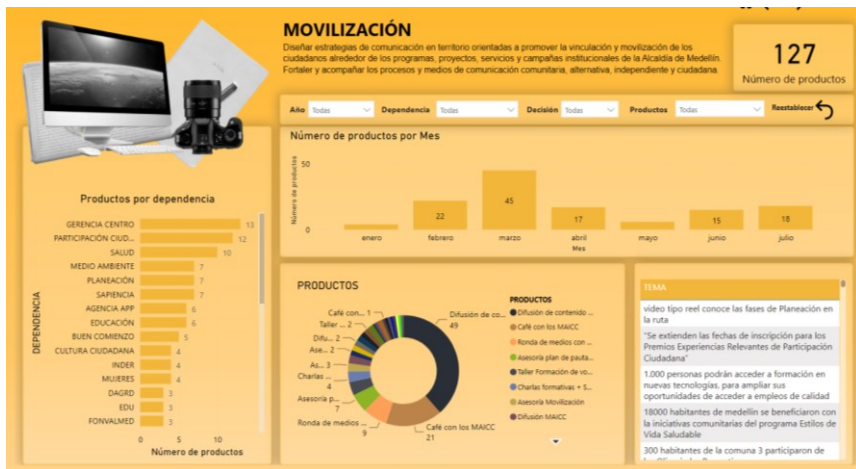 MOVILIZACIÓN
Diseñar estrategias de comunicación en territorio orientadas a promover la vinculación y movilización de los
ciudadanos alrededor de los programas, proyectos, servicios y campañas institucionales de la Alcaldía de Medellín.
Fortaler y acompañar los procesos y medios de comunicación comunitaria, alternativa, independiente y ciudadana.
127
Número de productos
Año Todas Dependencia Todas Decisión Todas Productos Todas Reestablecer
Número de productos por Mes
Número de productos
50
0
22
45
17
15
18
enero febrero marzo abril mayo junio julio
Mes
Productos por dependencia
DEPENDENCIA
GERENCIA CENTRO 13
PARTICIPACIÓN CIUD... 12
SALUD 10
MEDIO AMBIENTE 7
PLANEACIÓN 7
SAPIENCIA 7
AGENCIA APP 6
EDUCACIÓN 6
BUEN COMIENZO 5
CULTURA CIUDADANA 4
INDER 4
MUJERES 4
DAGRD 3
EDU 3
FONVALMED 3
0 5 10
Número de productos
PRODUCTOS
Café con... 1
Taller ... 2
Difu... 2
Ase... 2
As... 3
Charlas ...
4
Asesoría p...
7
Ronda de medios ...
9
Café con los MAICC
21
Difusión de co...
49
PRODUCTOS
Difusión de contenido ...
Café con los MAICC
Ronda de medios con ...
Asesoría plan de pauta...
Taller Formación de vo...
Charlas formativas + S...
Asesoría Movilización
Difusión MAICC
TEMA
video tipo reel conoce las fases de Planeación en
la ruta
"Se extienden las fechas de inscripción para los
Premios Experiencias Relevantes de Participación
Ciudadana"
1.000 personas podrán acceder a formación en
nuevas tecnologías, para ampliar sus
oportunidades de acceder a empleos de calidad
18000 habitantes de medellin se beneficiaron con
la iniciativas comunitarias del programa Estilos de
Vida Saludable
300 habitantes de la comuna 3 participaron de